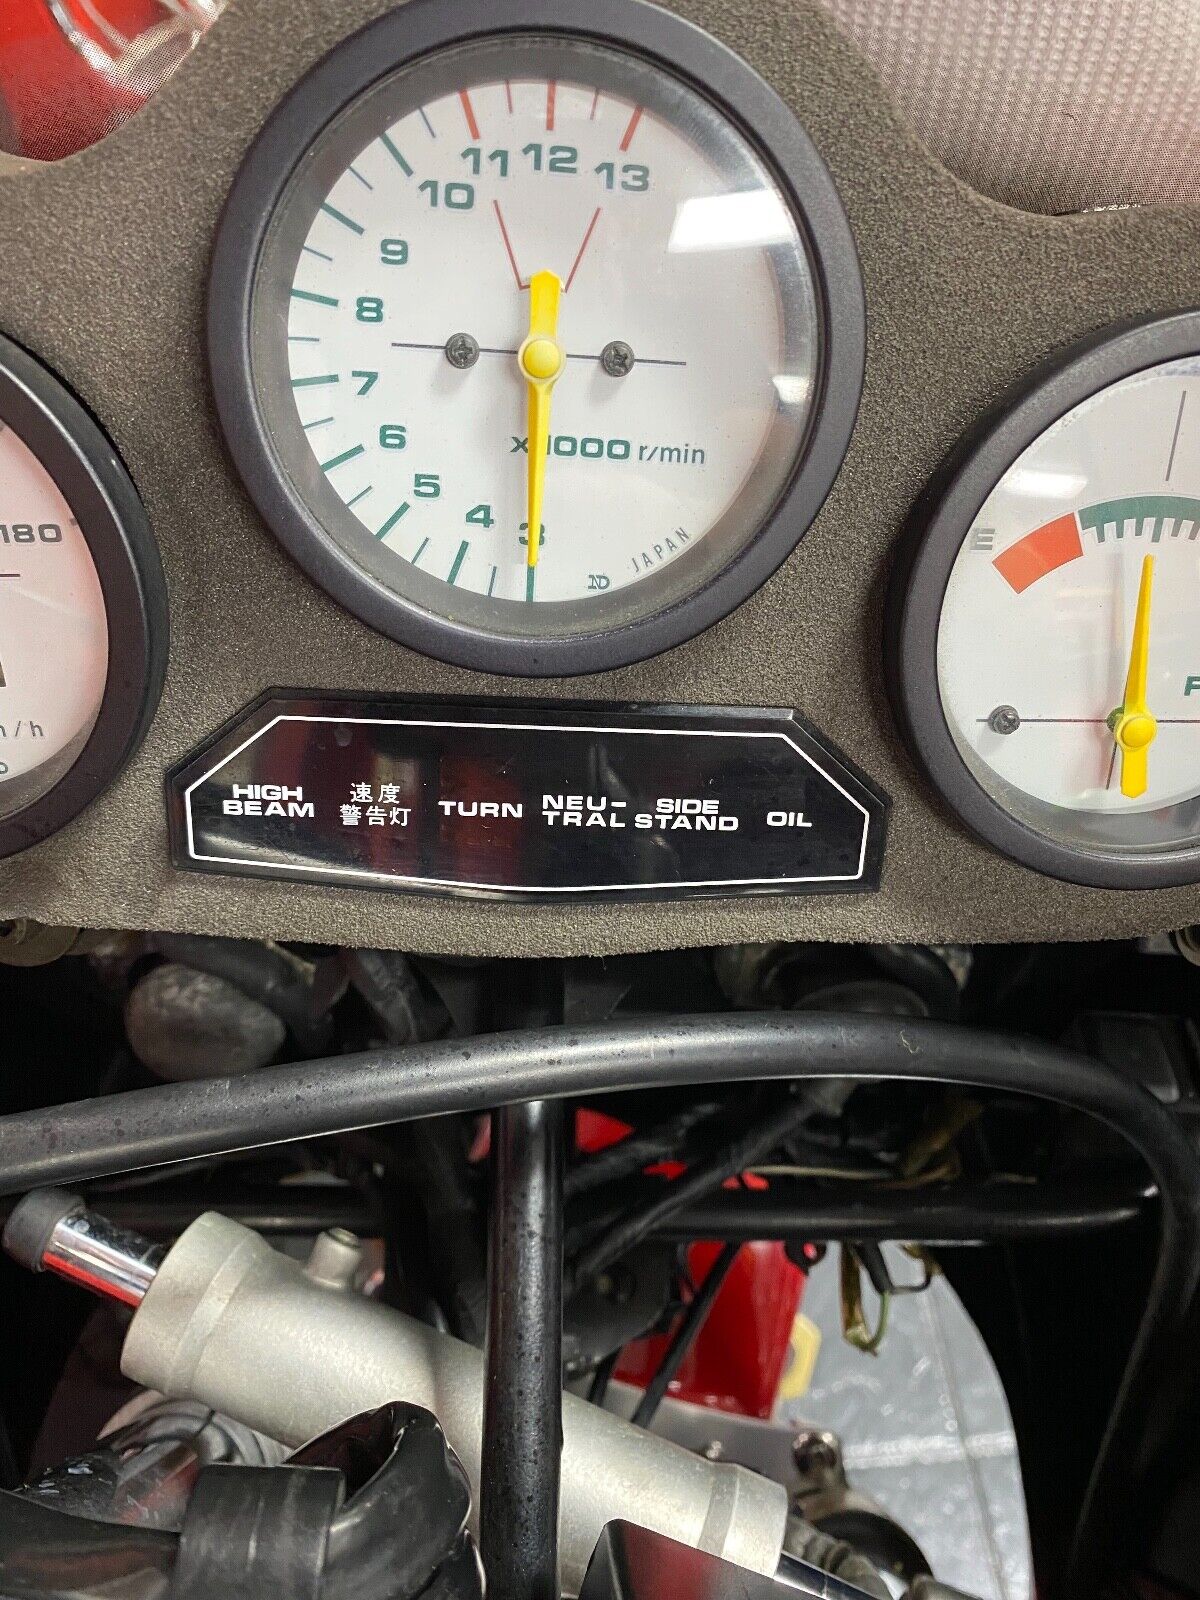 11 12 13
10
9
8
7
6
5
4
3
x1000 r/min
JAPAN
ND
180
E
HIGH BEAM
速度
警告灯
TURN
NEU-
TRAL
SIDE
STAND
OIL